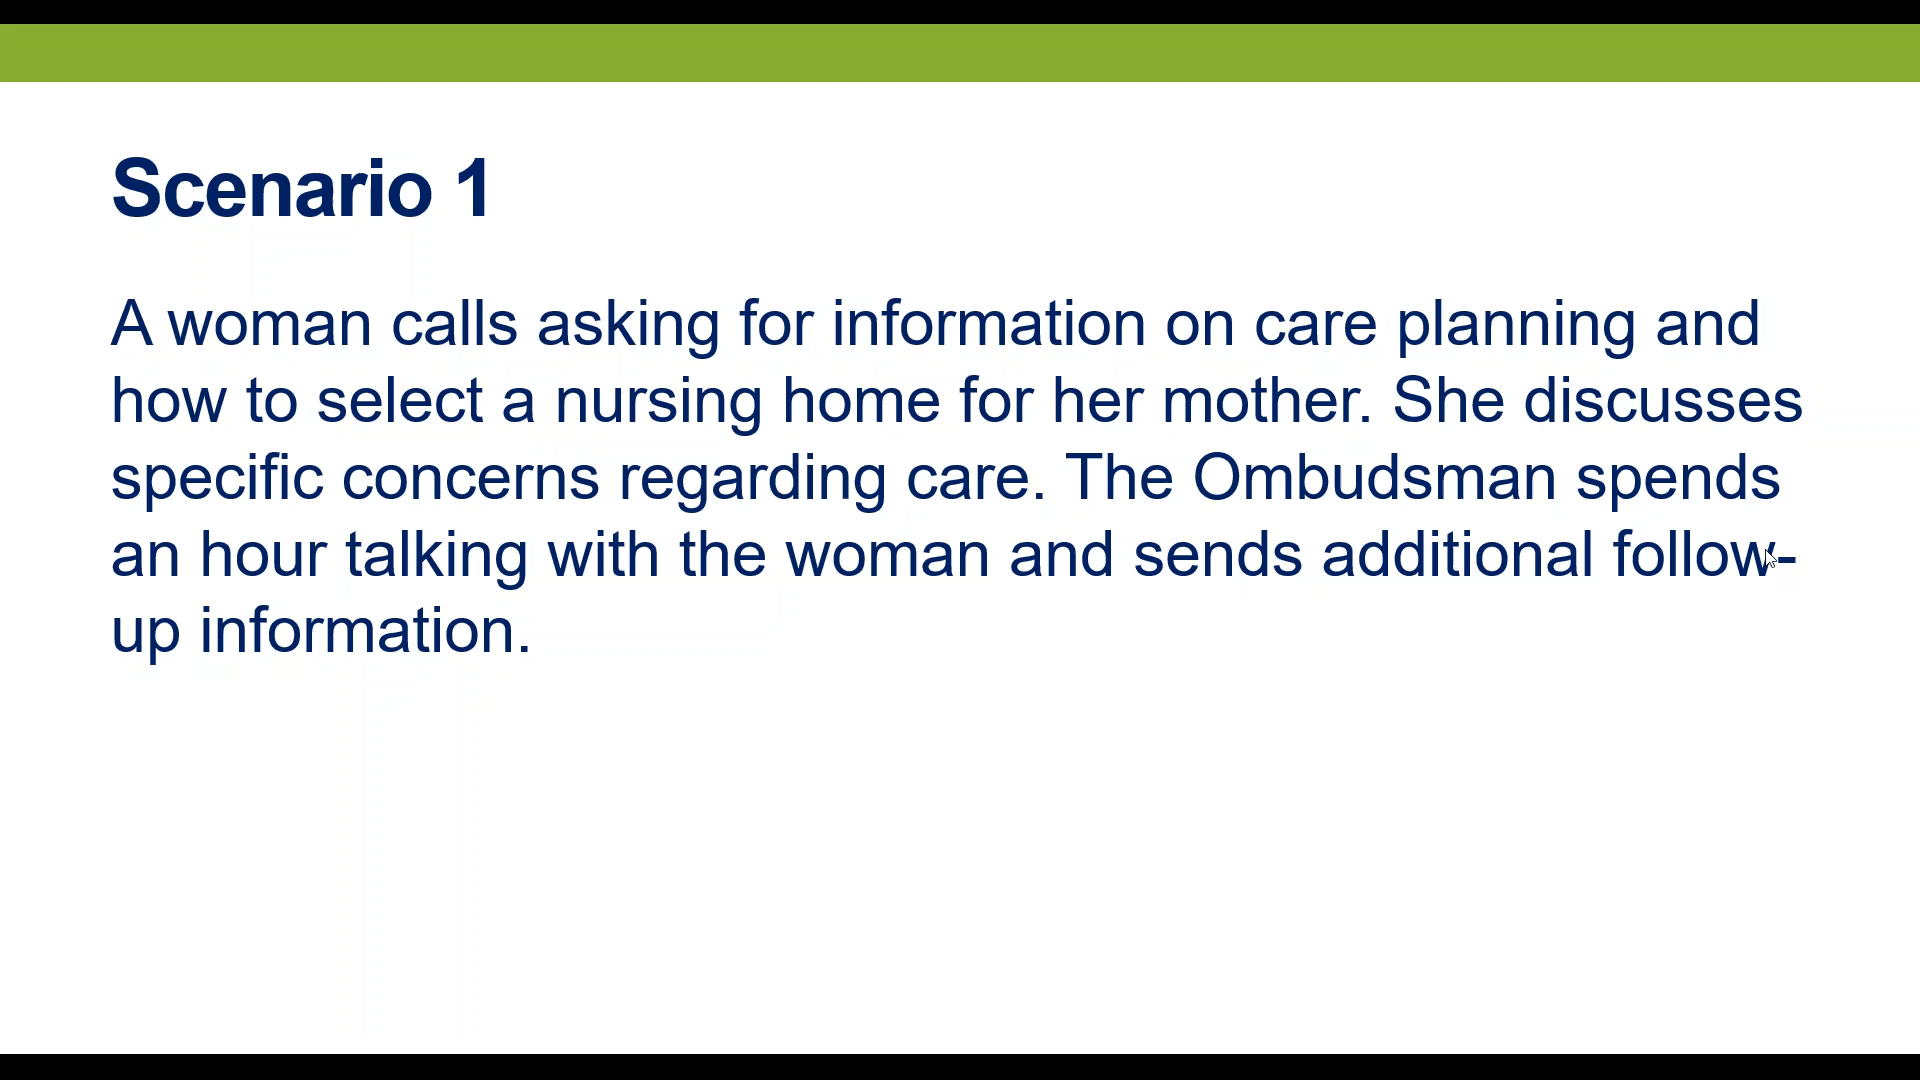 Scenario 1
A woman calls asking for information on care planning and
how to select a nursing home for her mother. She discusses
specific concerns regarding care. The Ombudsman spends
an hour talking with the woman and sends additional follow-
up information.